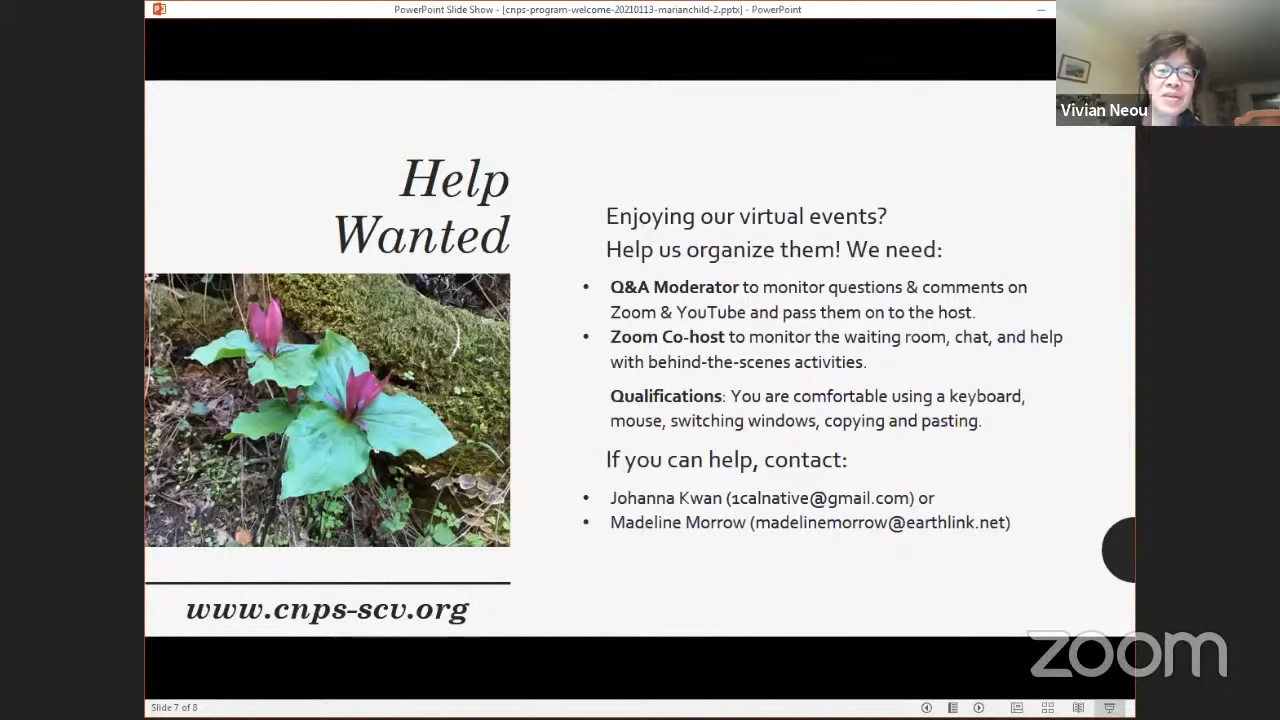 PowerPoint Slide Show - [cnps-program-welcome-20210113-marianchild-2.pptx] - PowerPoint
Vivian Neou
Help
Wanted
Enjoying our virtual events?
Help us organize them! We need:
• Q&A Moderator to monitor questions & comments on
Zoom & YouTube and pass them on to the host.
• Zoom Co-host to monitor the waiting room, chat, and help
with behind-the-scenes activities.
Qualifications: You are comfortable using a keyboard,
mouse, switching windows, copying and pasting.
If you can help, contact:
• Johanna Kwan (1calnative@gmail.com) or
• Madeline Morrow (madelinemorrow@earthlink.net)
www.cnps-scv.org
zoom
Slide 7 of 8